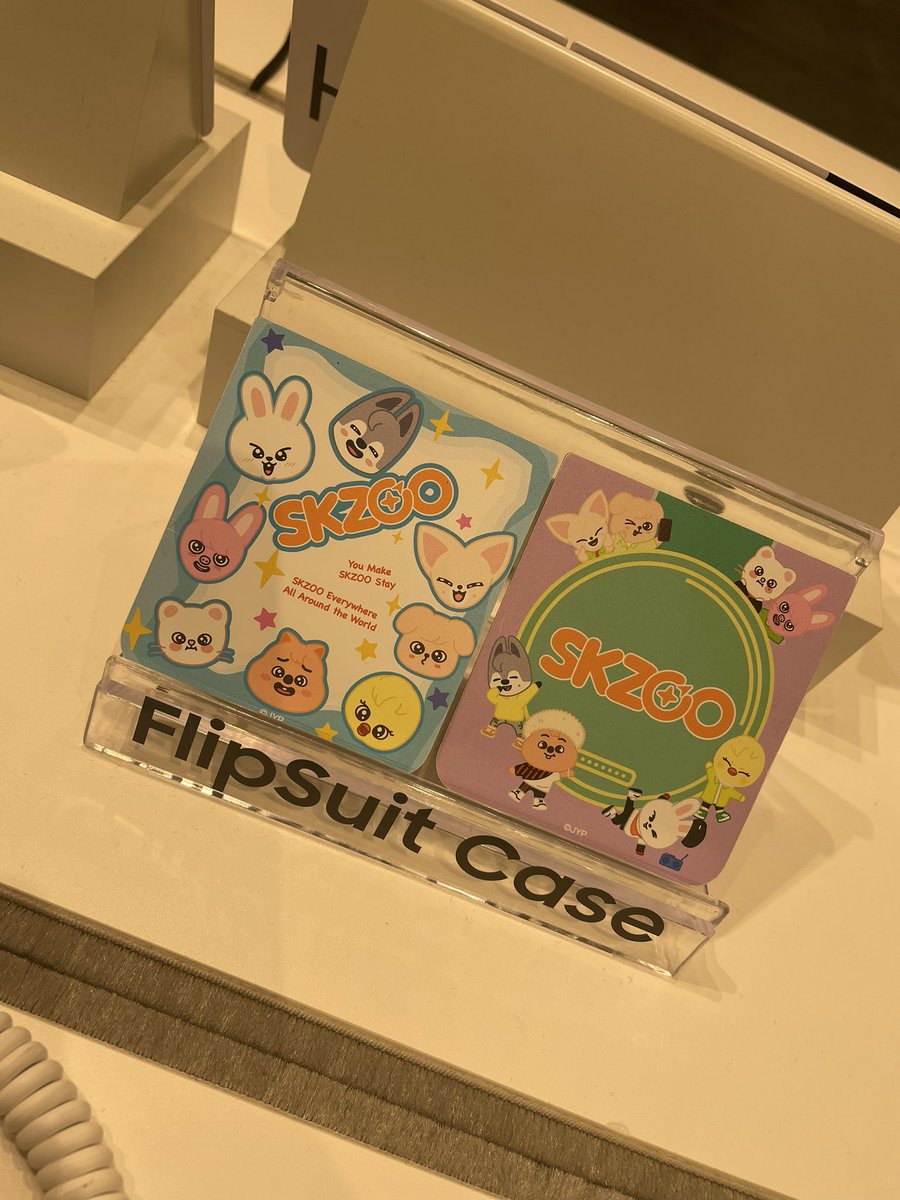 H
SKZOO
You Make
SKZOO Stay
SKZOO Everywhere
All Around the World
©JYP
SKZOO
©JYP
FlipSuit Case